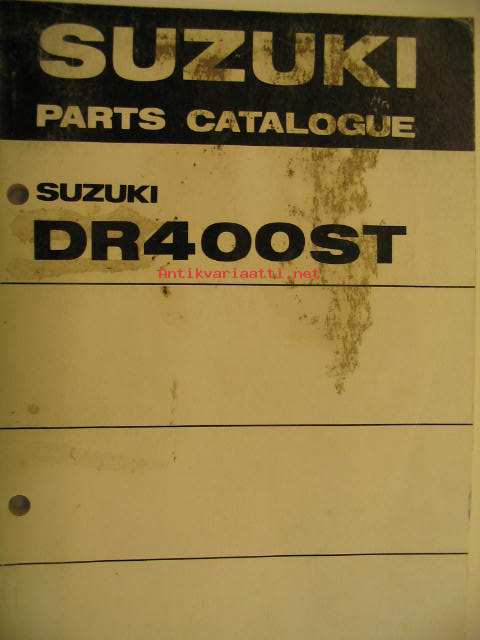 SUZUKI
PARTS CATALOGUE
SUZUKI
DR400ST
Antikvariaatti.net